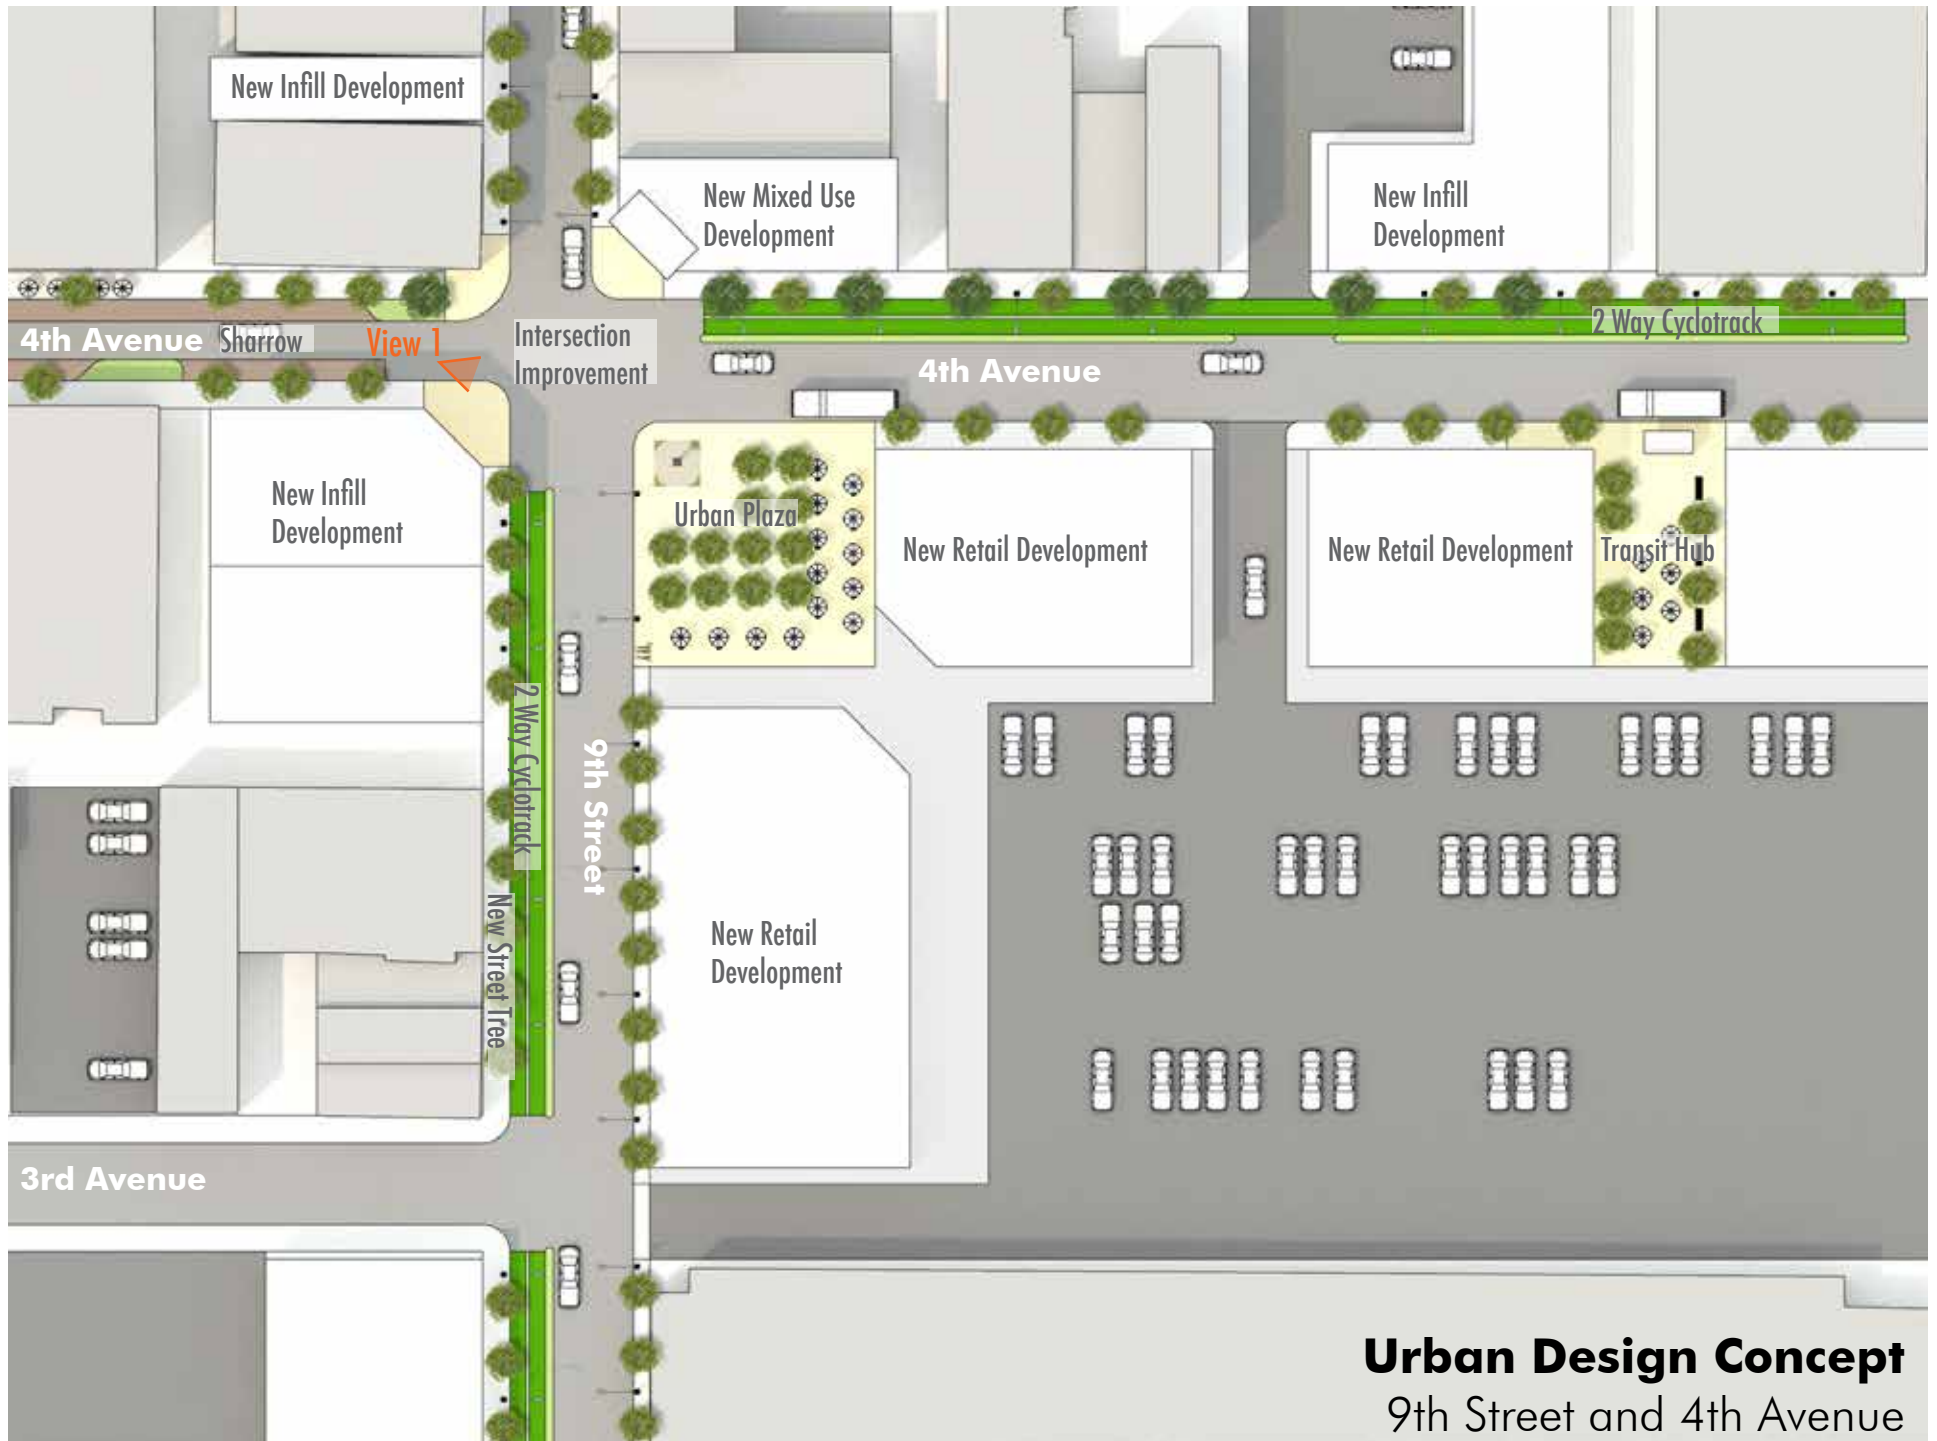 New Infill Development
New Mixed Use
Development
New Infill
Development
4th Avenue
Sharrow
View 1
Intersection
Improvement
2 Way Cyclotrack
4th Avenue
New Infill
Development
Urban Plaza
New Retail Development
New Retail Development
Transit Hub
2 Way Cyclotrack
9th Street
New Street Tree
New Retail
Development
3rd Avenue
Urban Design Concept
9th Street and 4th Avenue